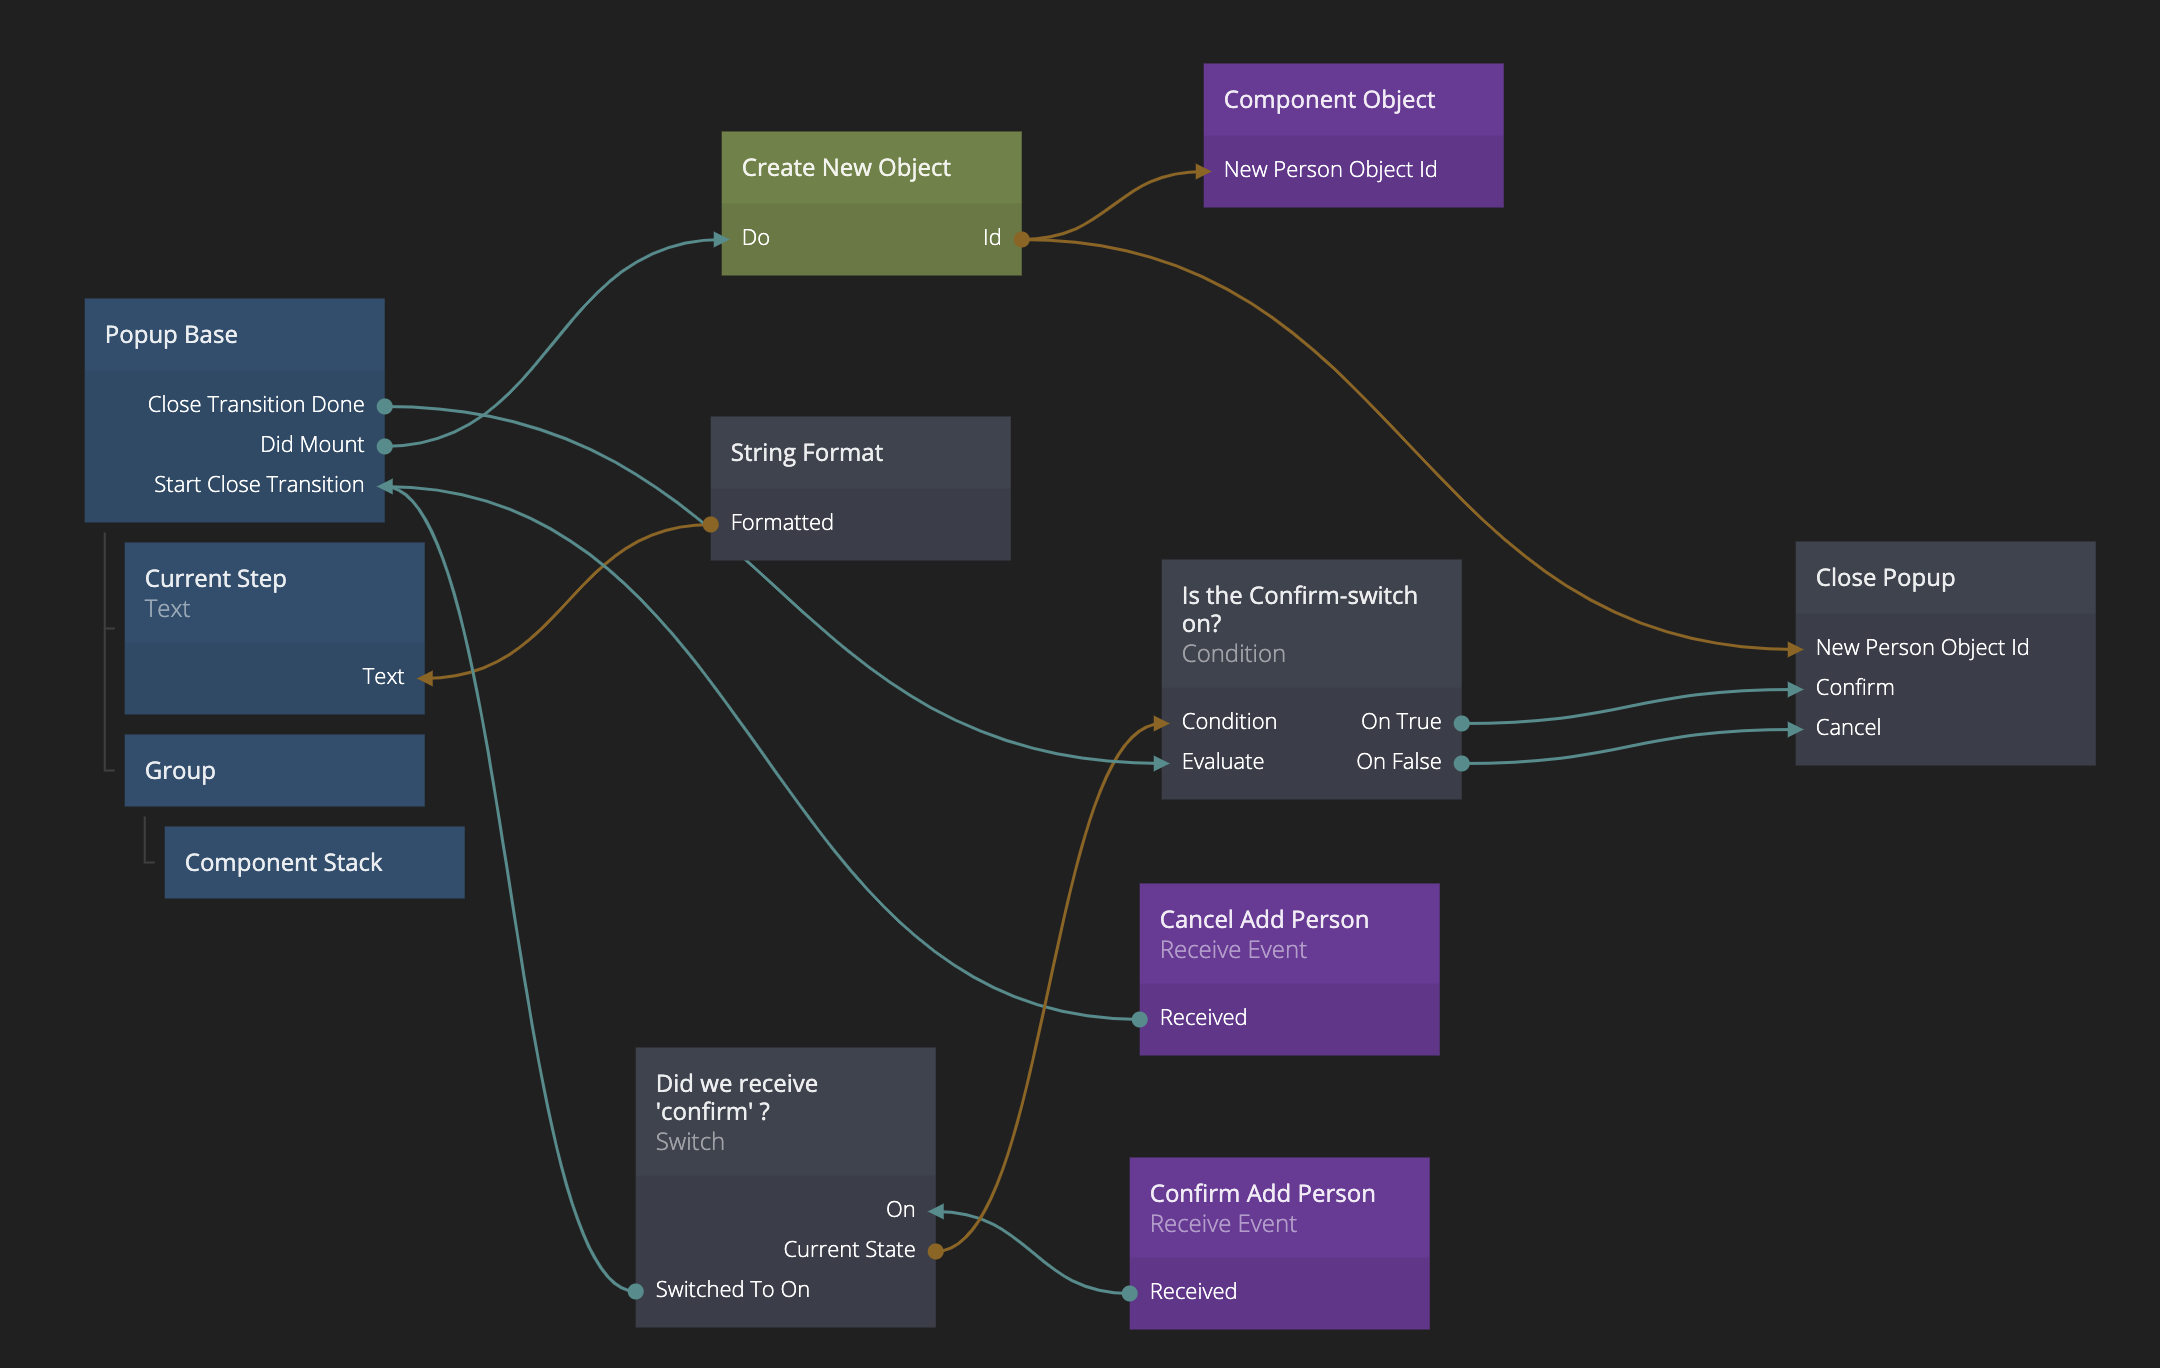 Component Object
New Person Object Id
Create New Object
Do
Id
Popup Base
Close Transition Done
Did Mount
Start Close Transition
String Format
Formatted
Current Step
Text
Text
Group
Component Stack
Is the Confirm-switch
on?
Condition
Condition
On True
Evaluate
On False
Close Popup
New Person Object Id
Confirm
Cancel
Cancel Add Person
Receive Event
Received
Did we receive
'confirm' ?
Switch
On
Current State
Switched To On
Confirm Add Person
Receive Event
Received